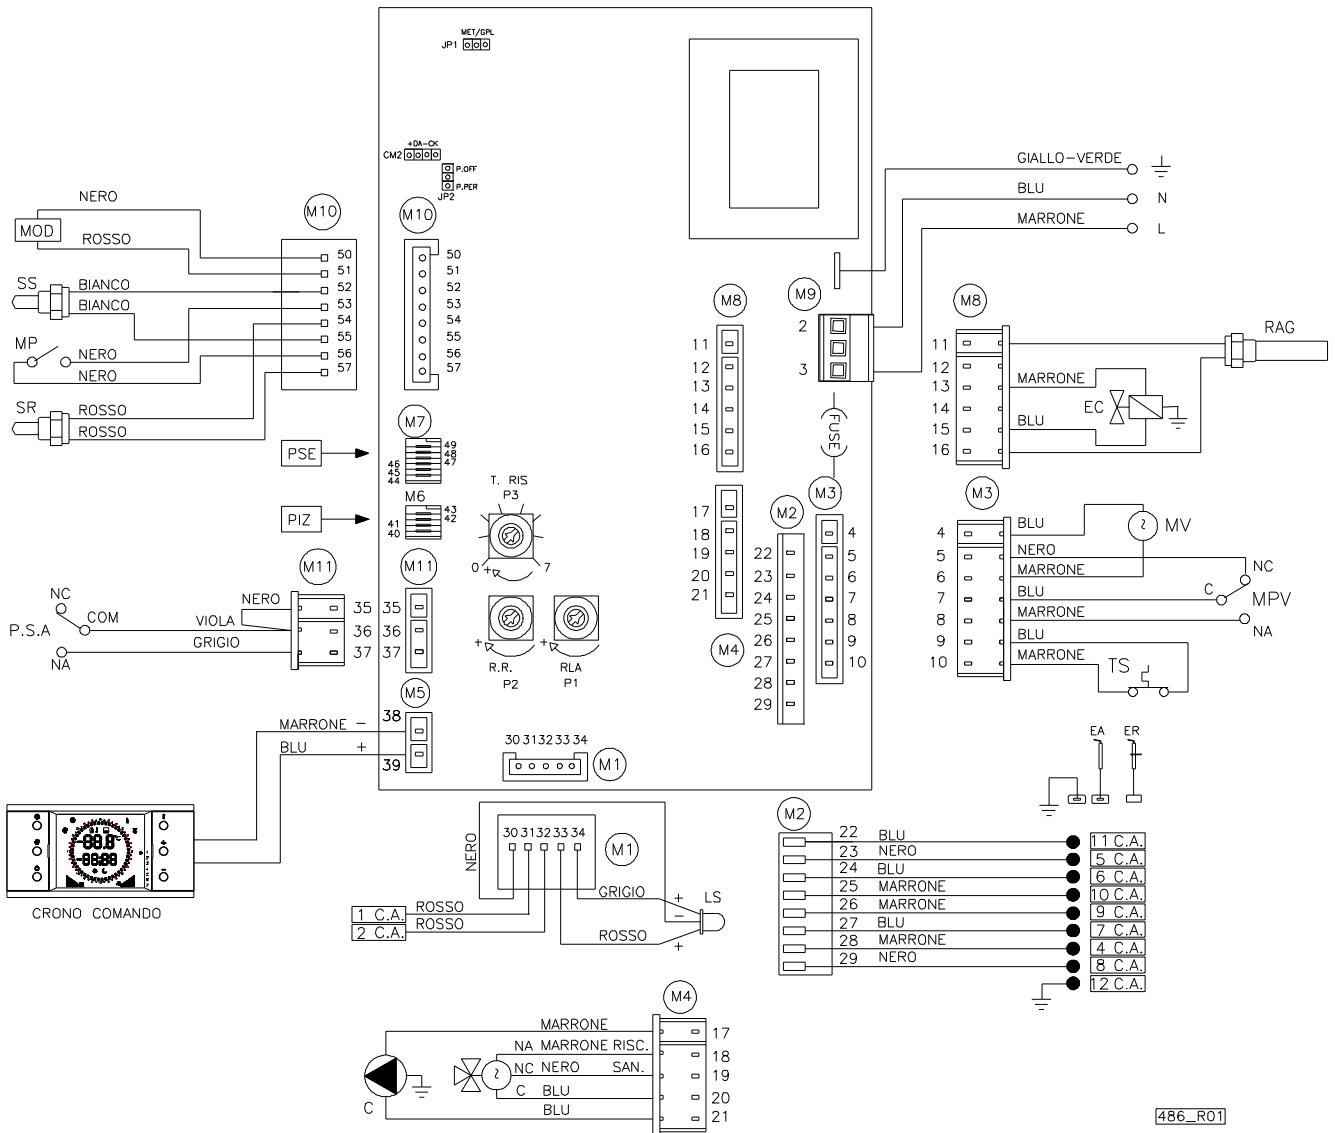 MET/GPL
JP1
+DA-CK
CM2
P.OFF
P.PER
JP2
NERO
MOD
ROSSO
SS
BIANCO
BIANCO
MP
NERO
NERO
SR
ROSSO
ROSSO
M10
50
51
52
53
54
55
56
57
M10
50
51
52
53
54
55
56
57
GIALLO-VERDE
BLU
N
MARRONE
L
M9
2
3
FUSE
M8
11
12
13
14
15
16
M8
11
12
13
14
15
16
RAG
MARRONE
EC
BLU
PSE
M7
49
48
47
46
45
44
PIZ
M6
43
42
41
40
T. RIS
P3
0 +
7
M11
NERO
35
VIOLA
36
GRIGIO
37
NC
COM
P.S.A
NA
M11
35
36
37
+
R.R.
P2
+
RLA
P1
17
18
19
20
21
M4
M2
22
23
24
25
26
27
28
29
M3
4
5
6
7
8
9
10
M3
4
5
6
7
8
9
10
BLU
NERO
MARRONE
BLU
MARRONE
BLU
MARRONE
MV
NC
C
MPV
NA
TS
M5
38
39
MARRONE -
BLU +
CRONO COMANDO
30 31 32 33 34
M1
30 31 32 33 34
M1
NERO
GRIGIO
+
LS
-
ROSSO
+
1 C.A.
ROSSO
2 C.A.
ROSSO
EA
ER
M2
22 BLU 11 C.A.
23 NERO 5 C.A.
24 BLU 6 C.A.
25 MARRONE 10 C.A.
26 MARRONE 9 C.A.
27 BLU 7 C.A.
28 MARRONE 4 C.A.
29 NERO 8 C.A.
12 C.A.
M4
MARRONE 17
NA MARRONE RISC. 18
NC NERO SAN. 19
C BLU 20
BLU 21
C
486_R01